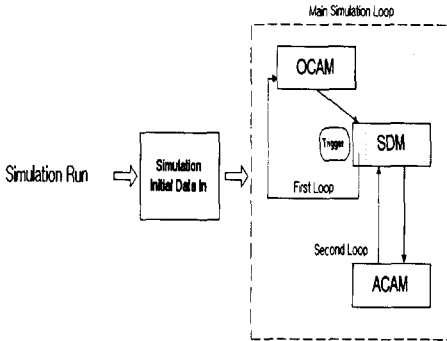 Main Simulation Loop
OCAM
Trigger
SDM
Simulation Run
Simulation
Initial Data In
First Loop
Second Loop
ACAM